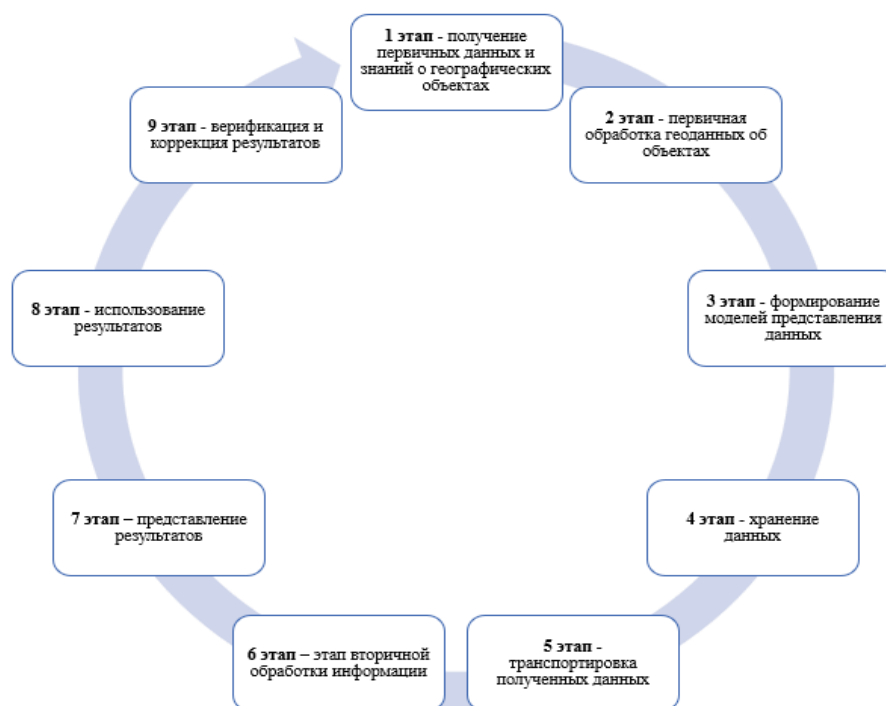 1 этап - получение
первичных данных и
знаний о географических
объектах
2 этап - первичная
обработка геоданных об
объектах
3 этап - формирование
моделей представления
данных
4 этап - хранение
данных
5 этап -
транспортировка
полученных данных
6 этап – этап вторичной
обработки информации
7 этап – представление
результатов
8 этап - использование
результатов
9 этап - верификация и
коррекция результатов